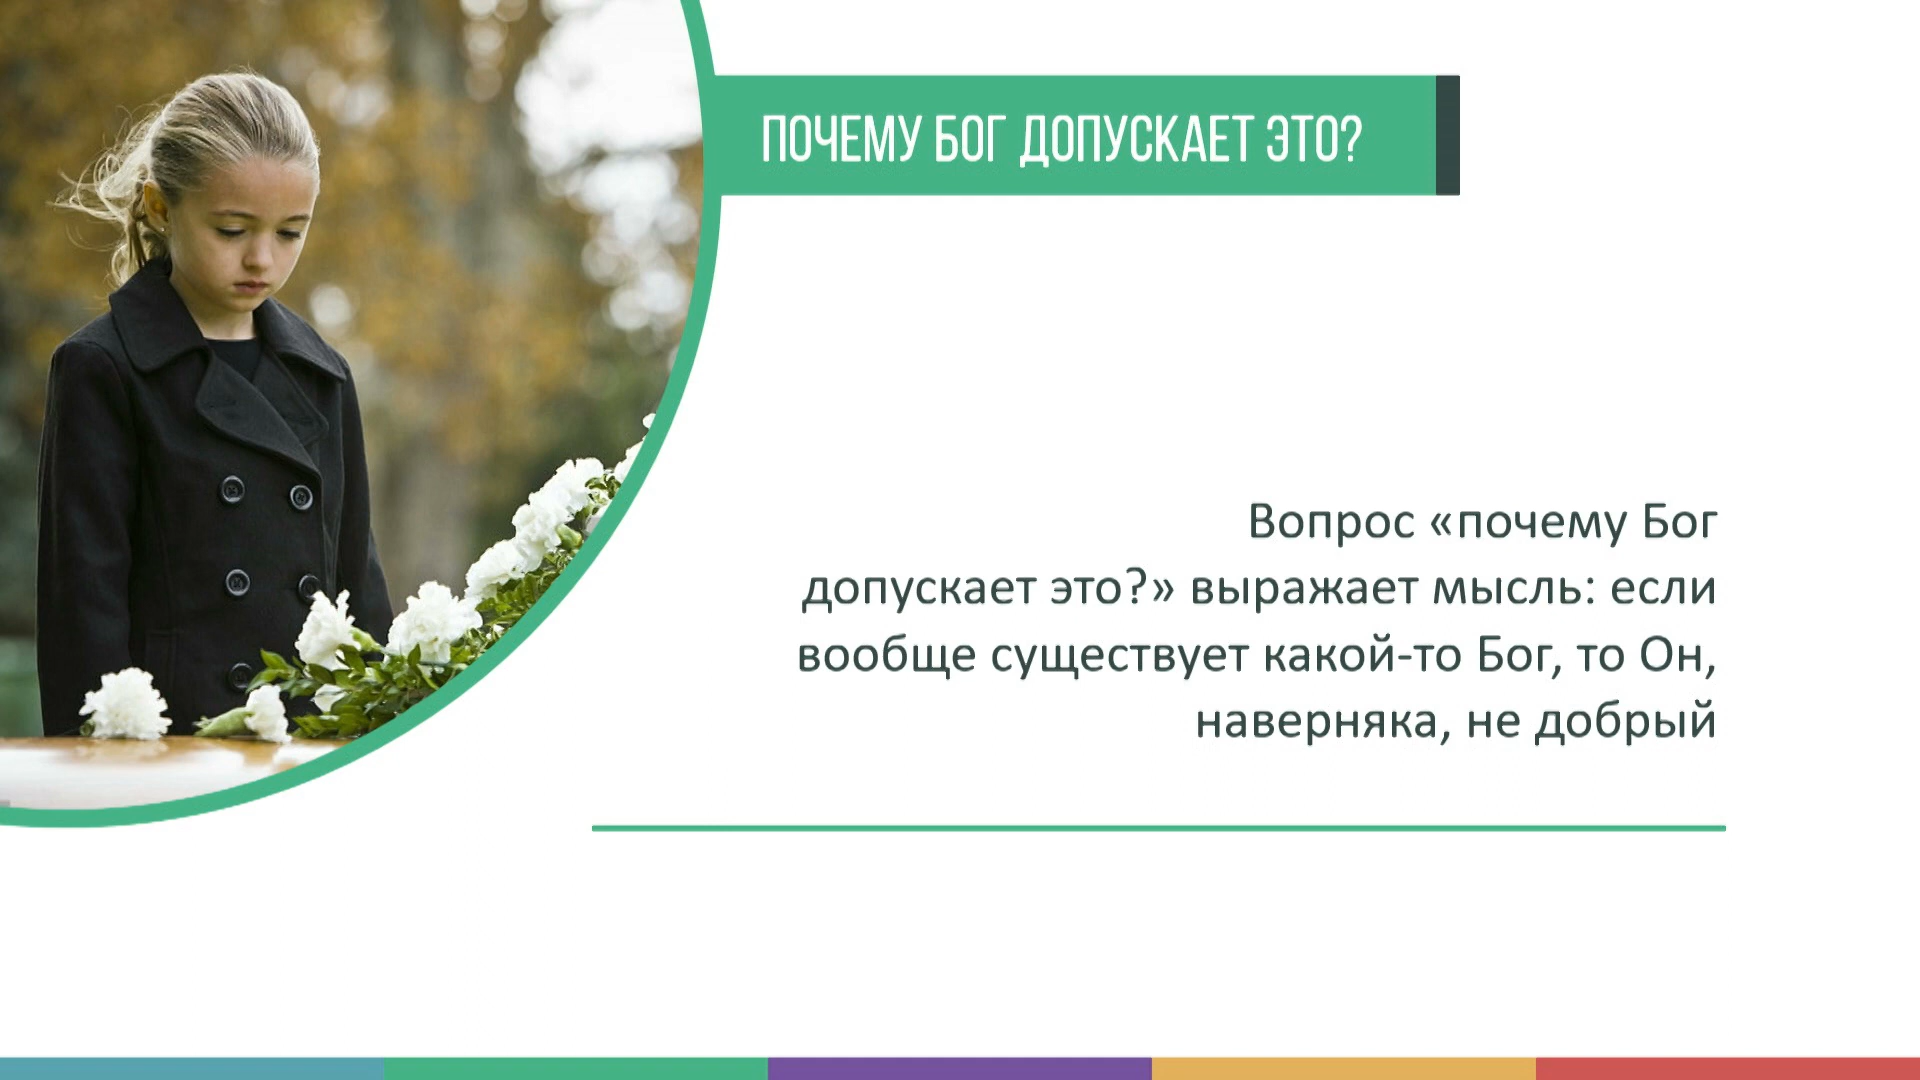 ПОЧЕМУ БОГ ДОПУСКАЕТ ЭТО?
Вопрос «почему Бог
допускает это?» выражает мысль: если
вообще существует какой-то Бог, то Он,
наверняка, не добрый